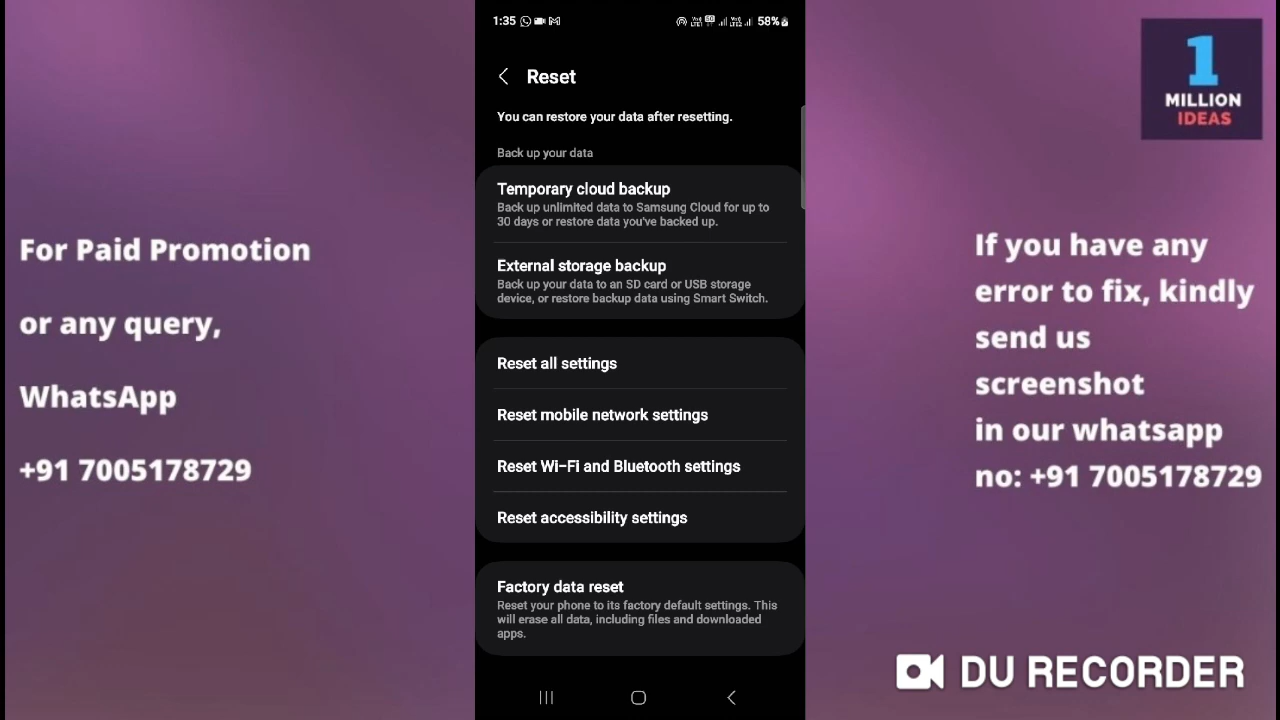 1:35
58%
Reset
You can restore your data after resetting.
Back up your data
Temporary cloud backup
Back up unlimited data to Samsung Cloud for up to
30 days or restore data you've backed up.
External storage backup
Back up your data to an SD card or USB storage
device, or restore backup data using Smart Switch.
Reset all settings
Reset mobile network settings
Reset Wi-Fi and Bluetooth settings
Reset accessibility settings
Factory data reset
Reset your phone to its factory default settings. This
will erase all data, including files and downloaded
apps.
For Paid Promotion
or any query,
WhatsApp
+91 7005178729
1
MILLION
IDEAS
If you have any
error to fix, kindly
send us
screenshot
in our whatsapp
no: +91 7005178729
DU RECORDER